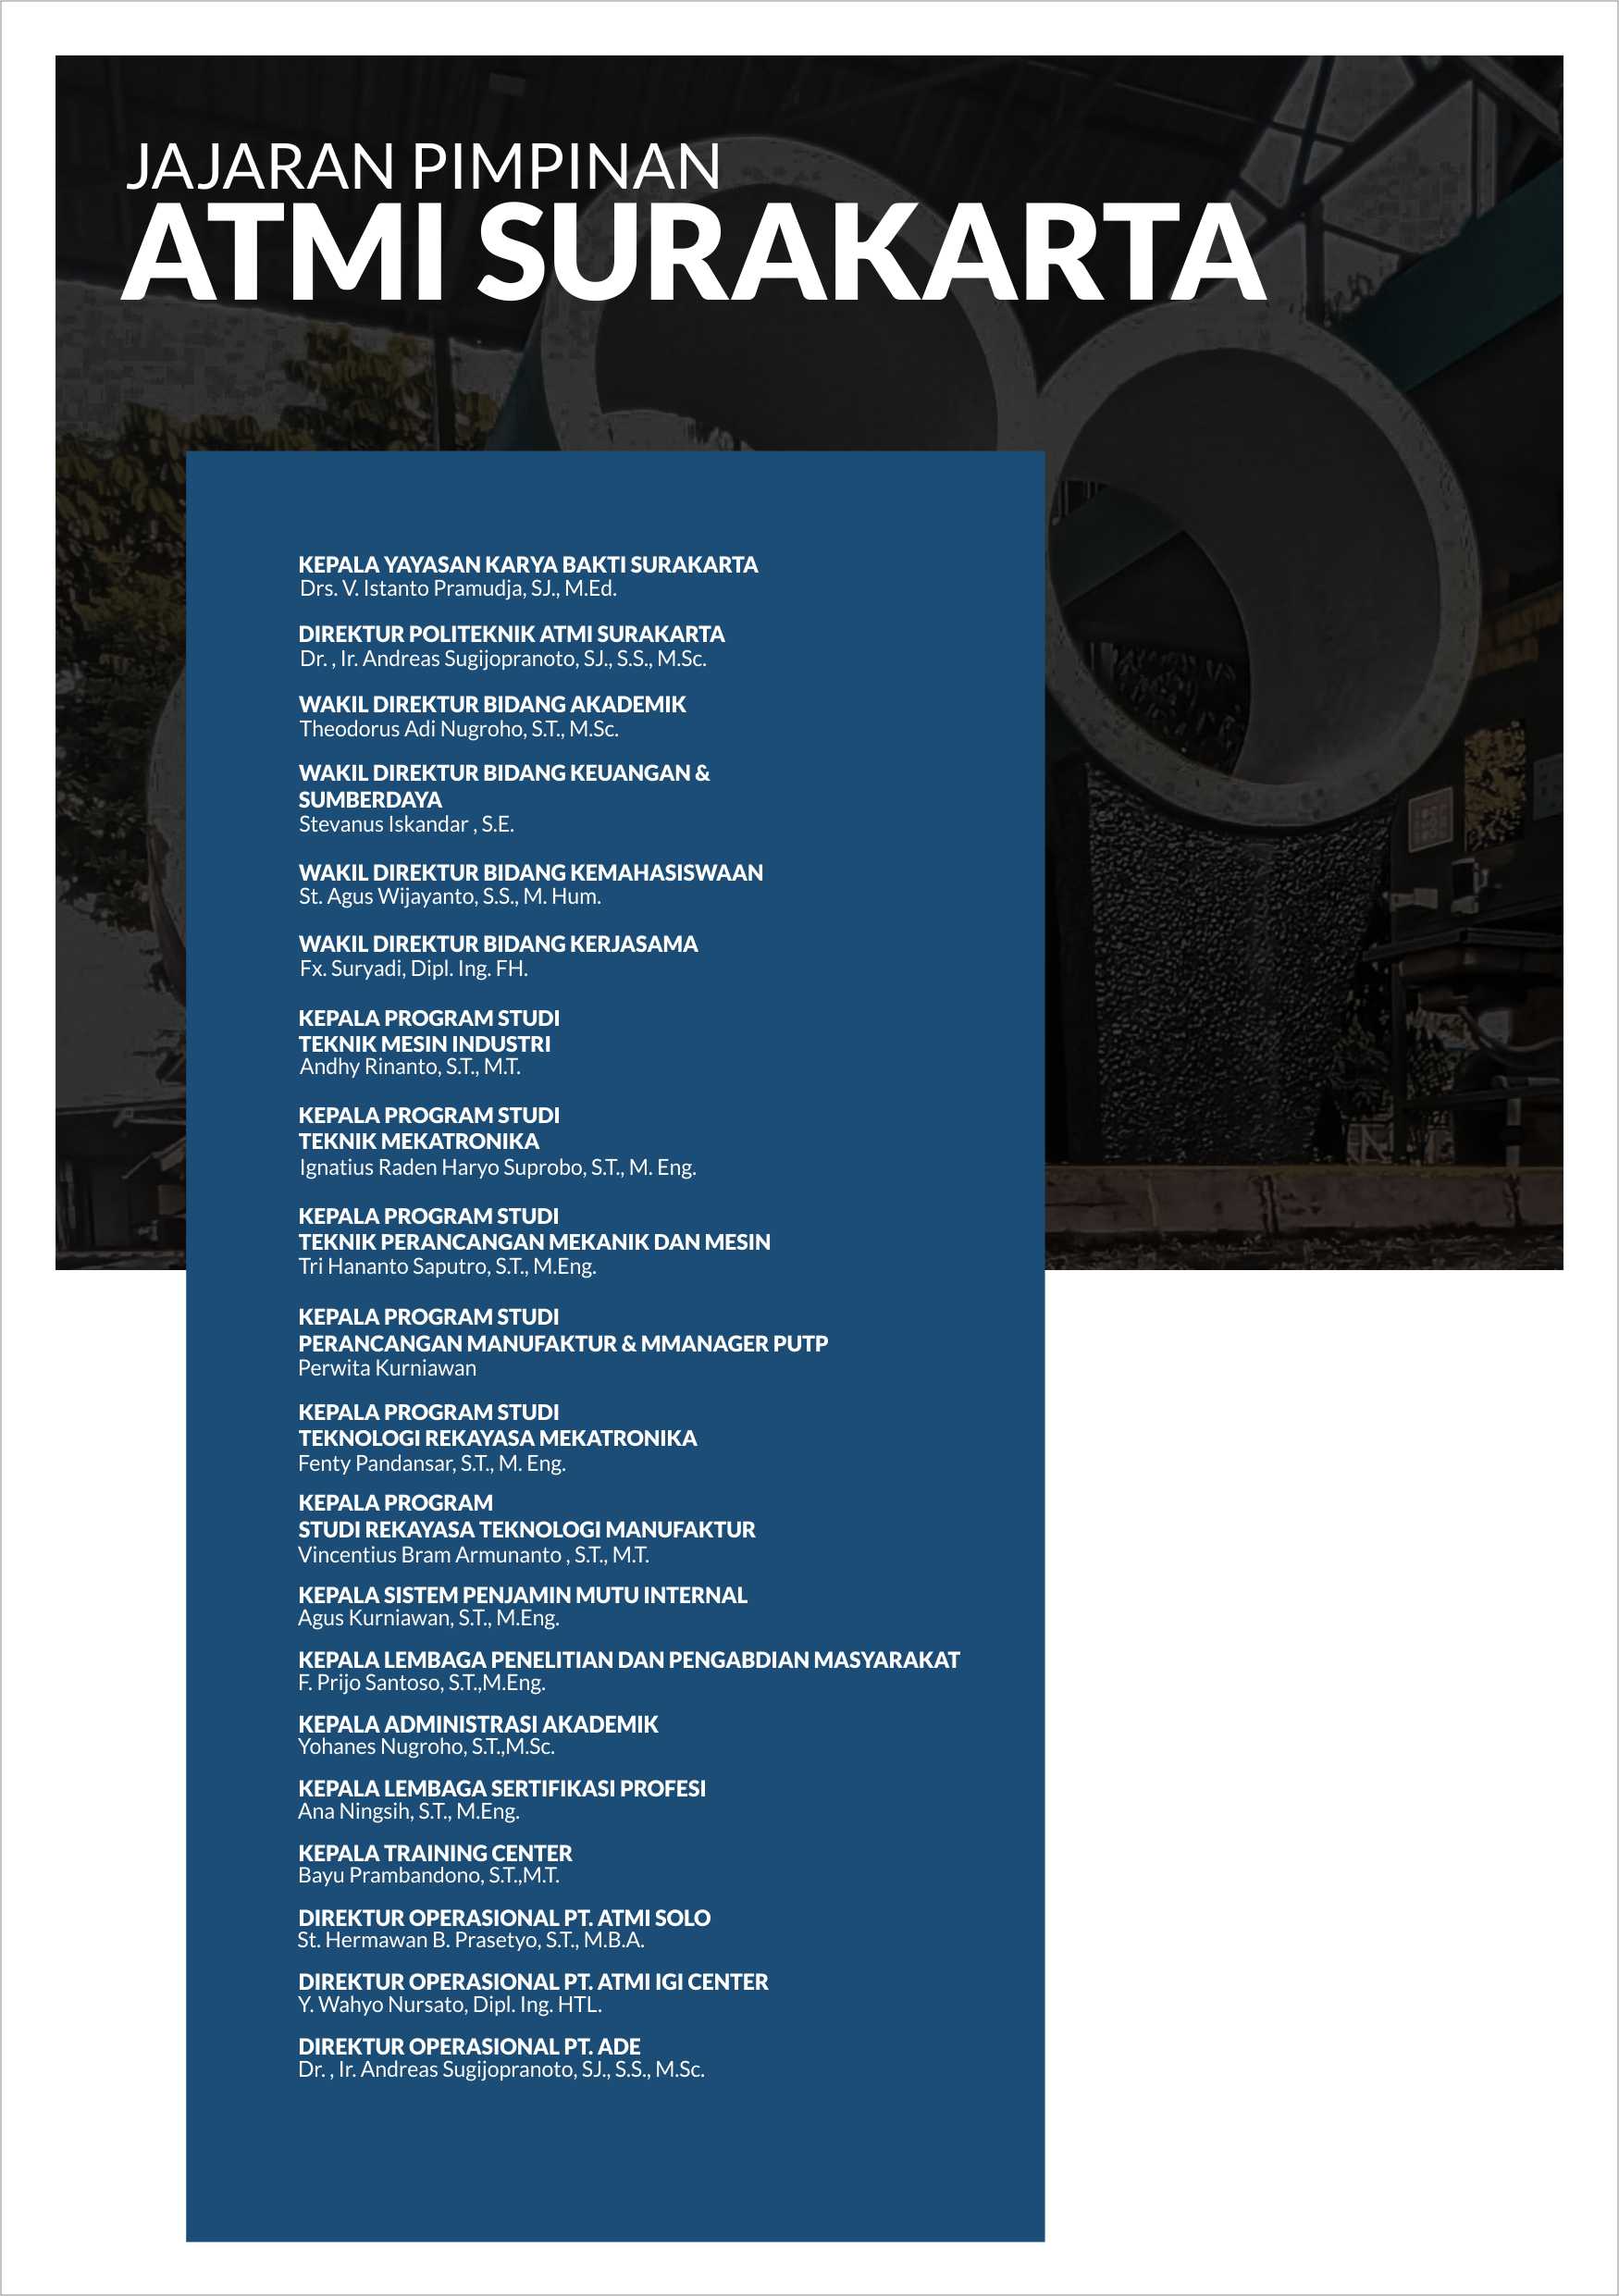 JAJARAN PIMPINAN
ATMI SURAKARTA
KEPALA YAYASAN KARYA BAKTI SURAKARTA
Drs. V. Istanto Pramudja, SJ., M.Ed.
DIREKTUR POLITEKNIK ATMI SURAKARTA
Dr. , Ir. Andreas Sugijopranoto, SJ., S.S., M.Sc.
WAKIL DIREKTUR BIDANG AKADEMIK
Theodorus Adi Nugroho, S.T., M.Sc.
WAKIL DIREKTUR BIDANG KEUANGAN &
SUMBERDAYA
Stevanus Iskandar , S.E.
WAKIL DIREKTUR BIDANG KEMAHASISWAAN
St. Agus Wijayanto, S.S., M. Hum.
WAKIL DIREKTUR BIDANG KERJASAMA
Fx. Suryadi, Dipl. Ing. FH.
KEPALA PROGRAM STUDI
TEKNIK MESIN INDUSTRI
Andhy Rinanto, S.T., M.T.
KEPALA PROGRAM STUDI
TEKNIK MEKATRONIKA
Ignatius Raden Haryo Suprobo, S.T., M. Eng.
KEPALA PROGRAM STUDI
TEKNIK PERANCANGAN MEKANIK DAN MESIN
Tri Hananto Saputro, S.T., M.Eng.
KEPALA PROGRAM STUDI
PERANCANGAN MANUFAKTUR & MMANAGER PUTP
Perwita Kurniawan
KEPALA PROGRAM STUDI
TEKNOLOGI REKAYASA MEKATRONIKA
Fenty Pandansar, S.T., M. Eng.
KEPALA PROGRAM
STUDI REKAYASA TEKNOLOGI MANUFAKTUR
Vincentius Bram Armunanto , S.T., M.T.
KEPALA SISTEM PENJAMIN MUTU INTERNAL
Agus Kurniawan, S.T., M.Eng.
KEPALA LEMBAGA PENELITIAN DAN PENGABDIAN MASYARAKAT
F. Prijo Santoso, S.T.,M.Eng.
KEPALA ADMINISTRASI AKADEMIK
Yohanes Nugroho, S.T.,M.Sc.
KEPALA LEMBAGA SERTIFIKASI PROFESI
Ana Ningsih, S.T., M.Eng.
KEPALA TRAINING CENTER
Bayu Prambandono, S.T.,M.T.
DIREKTUR OPERASIONAL PT. ATMI SOLO
St. Hermawan B. Prasetyo, S.T., M.B.A.
DIREKTUR OPERASIONAL PT. ATMI IGI CENTER
Y. Wahyo Nursato, Dipl. Ing. HTL.
DIREKTUR OPERASIONAL PT. ADE
Dr. , Ir. Andreas Sugijopranoto, SJ., S.S., M.Sc.